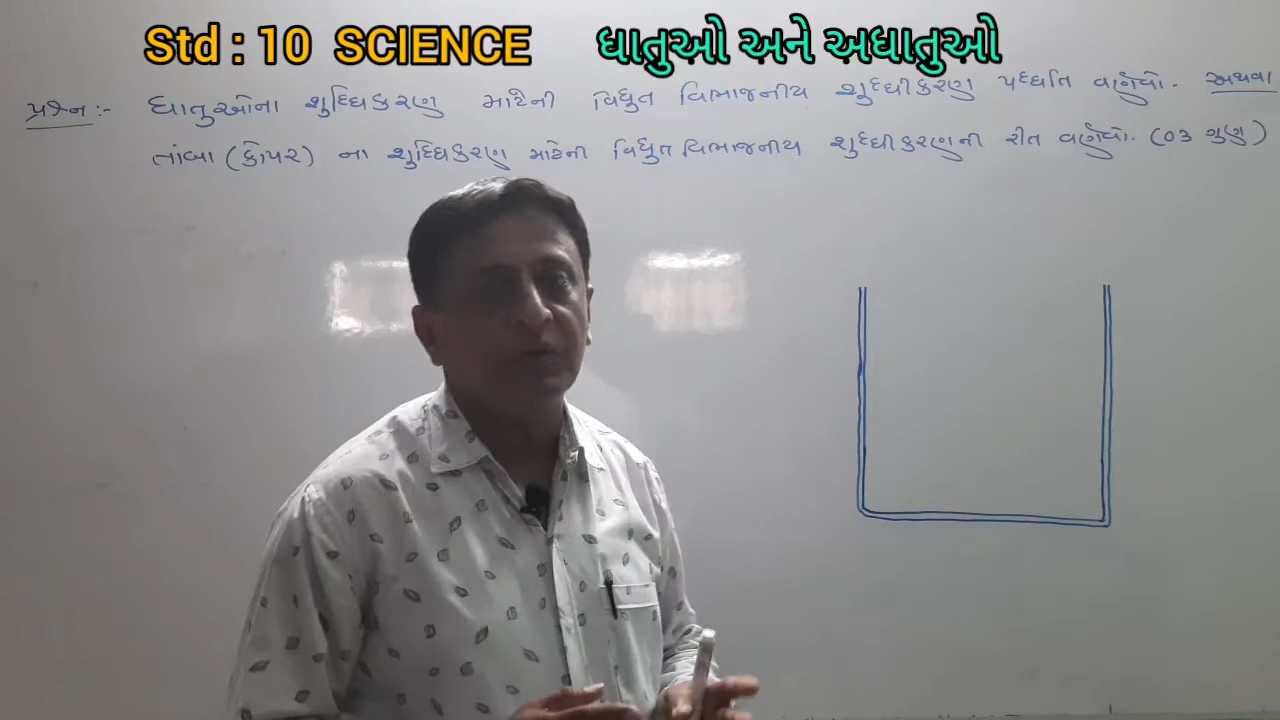 Std : 10 SCIENCE ધાતુઓ અને અધાતુઓ
પ્રશ્ન :- ધાતુઓના શુદ્ધિકરણ માટેની વિધુત વિભાજનીય શુદ્ધીકરણ પદ્ધતિ વર્ણવો. અથવા
તાંબા (કોપર) ના શુદ્ધિકરણ માટેની વિધુત વિભાજનીય શુદ્ધીકરણની રીત વર્ણવો. (૦૩ ગુણ)